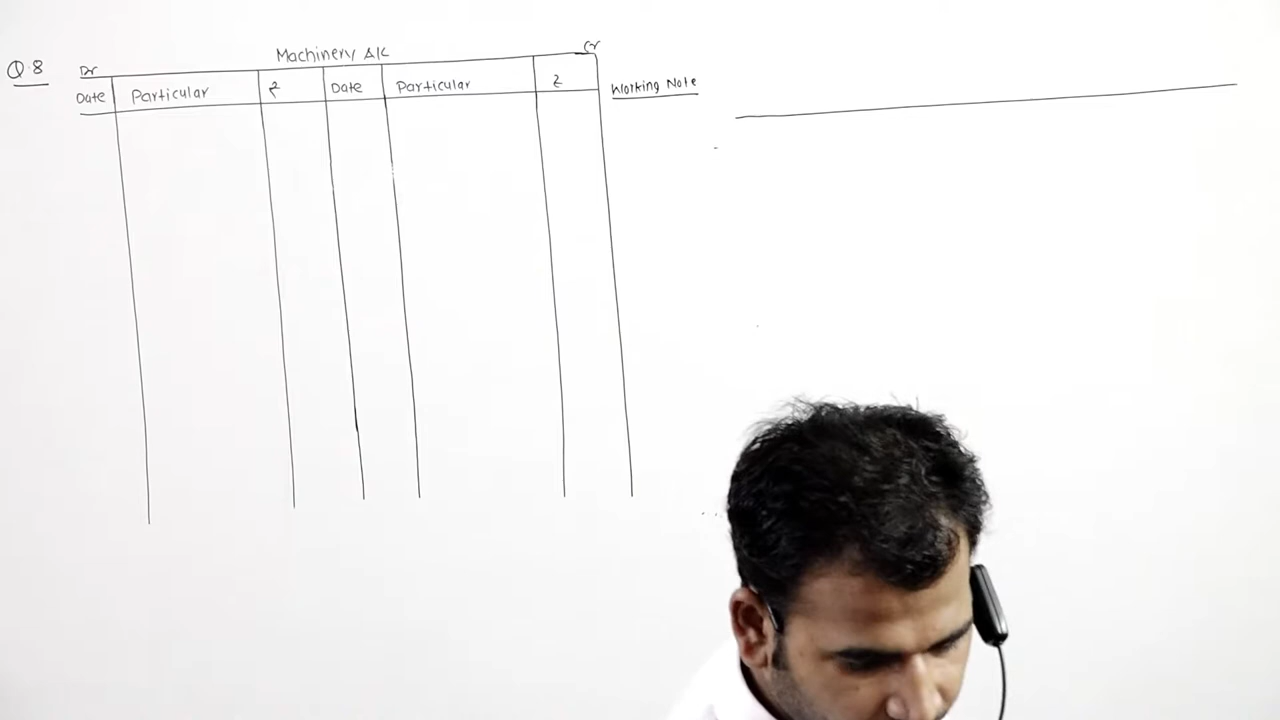 Q.8
Dr Machinery A/c Cr
Date Particular ₹ Date Particular ₹ Working Note